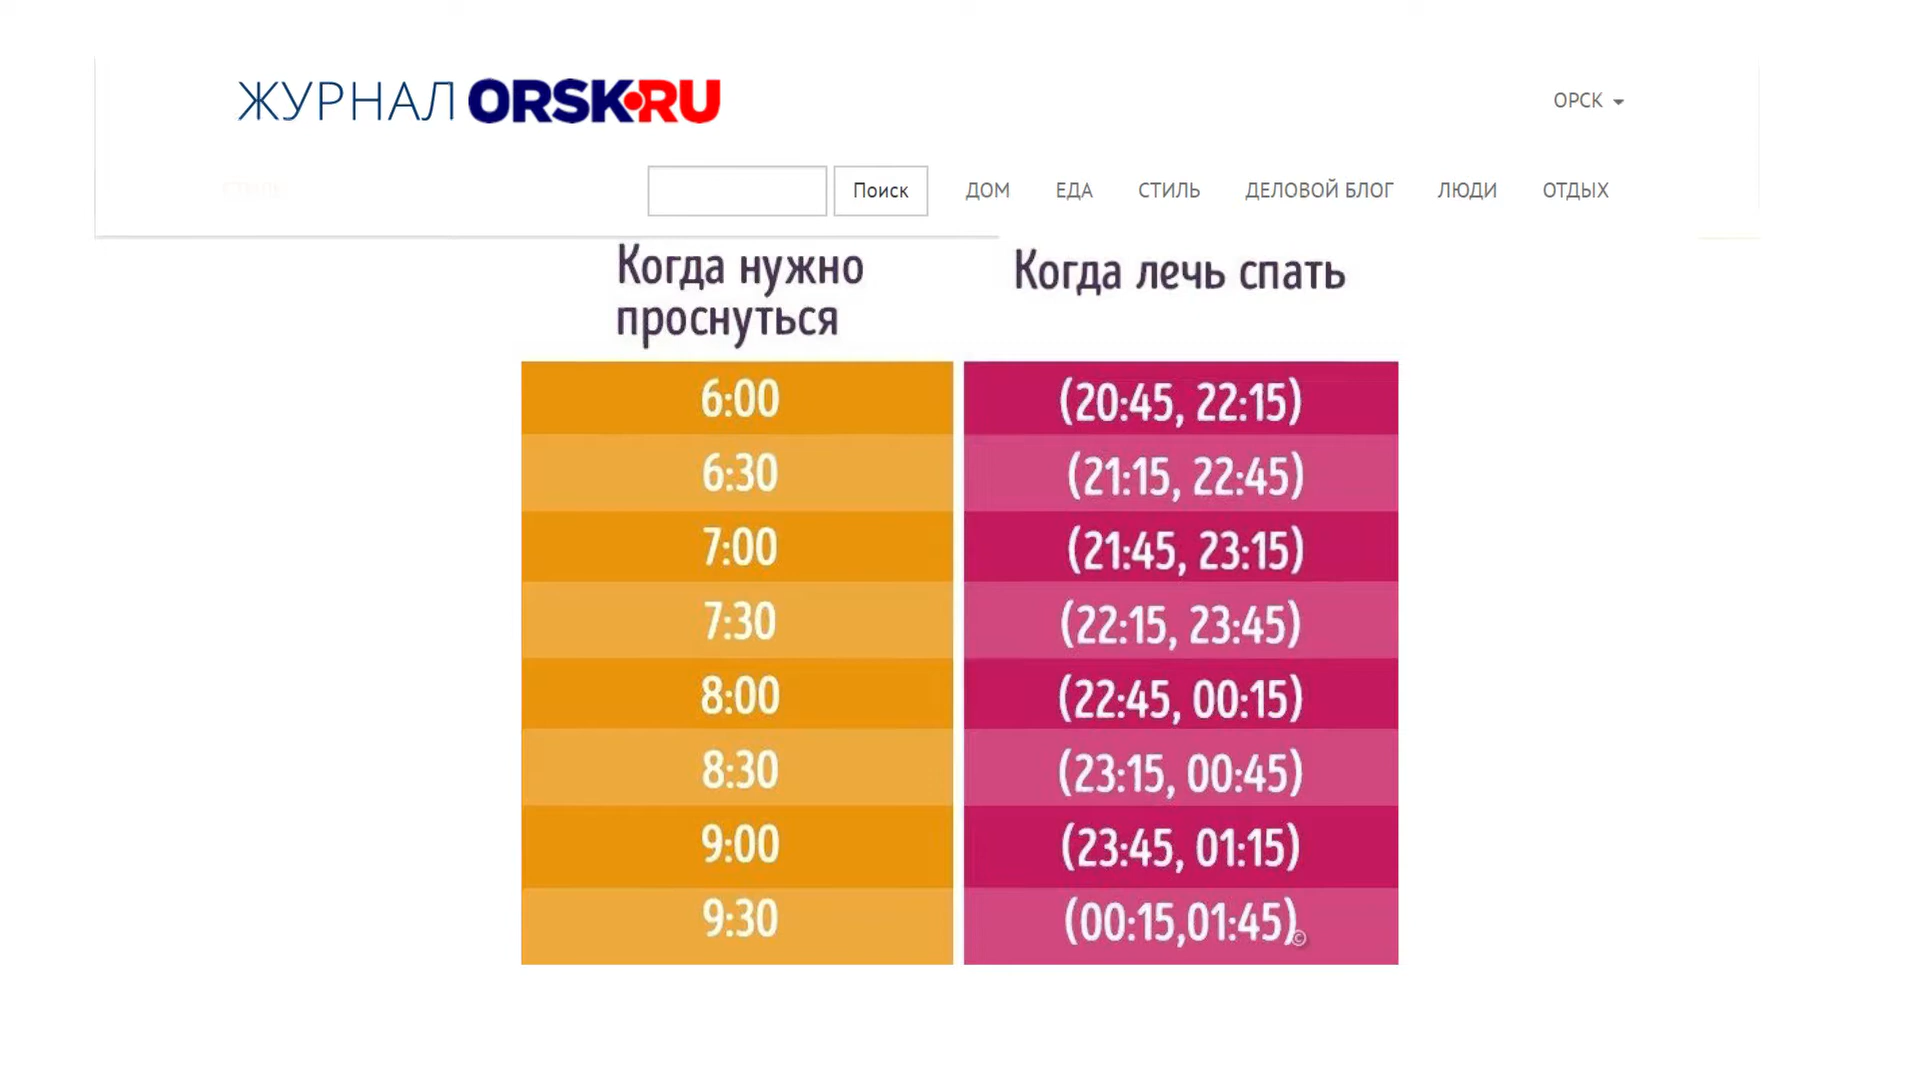 ЖУРНАЛ ORSK.RU
ОРСК
Поиск ДОМ ЕДА СТИЛЬ ДЕЛОВОЙ БЛОГ ЛЮДИ ОТДЫХ
Когда нужно
проснуться
Когда лечь спать
6:00 (20:45, 22:15)
6:30 (21:15, 22:45)
7:00 (21:45, 23:15)
7:30 (22:15, 23:45)
8:00 (22:45, 00:15)
8:30 (23:15, 00:45)
9:00 (23:45, 01:15)
9:30 (00:15,01:45)
©